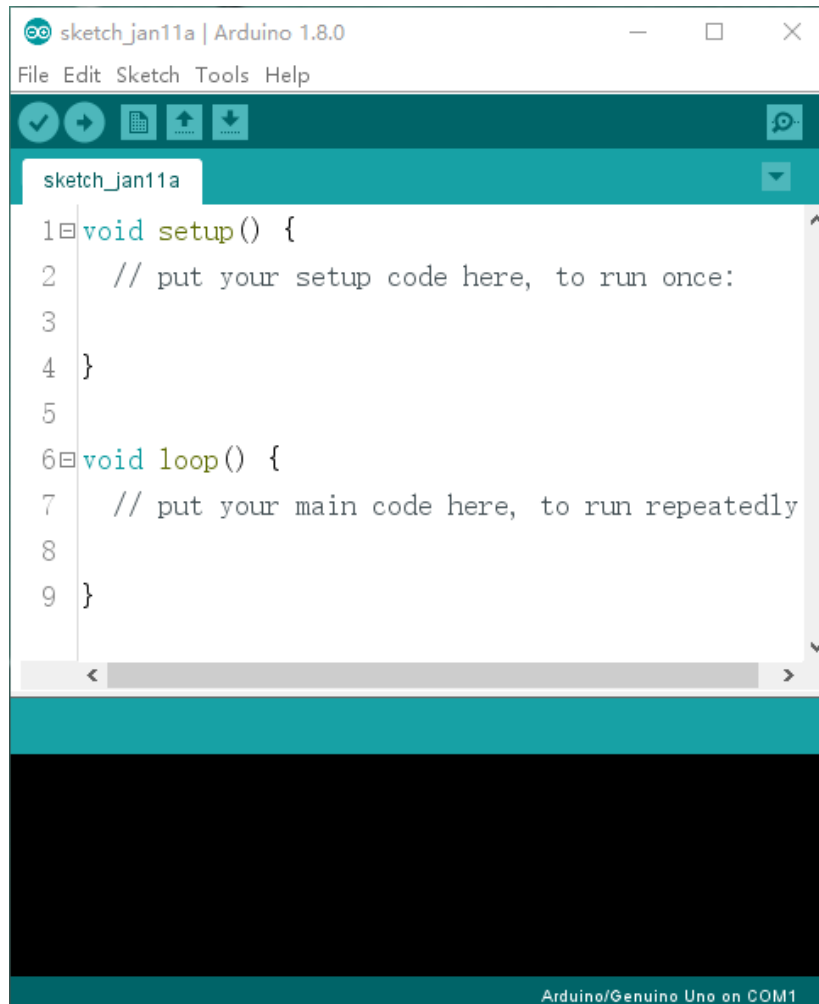 sketch_jan11a | Arduino 1.8.0
File Edit Sketch Tools Help
sketch_jan11a
1 void setup() {
2 // put your setup code here, to run once:
3
4 }
5
6 void loop() {
7 // put your main code here, to run repeatedly
8
9 }
Arduino/Genuino Uno on COM1